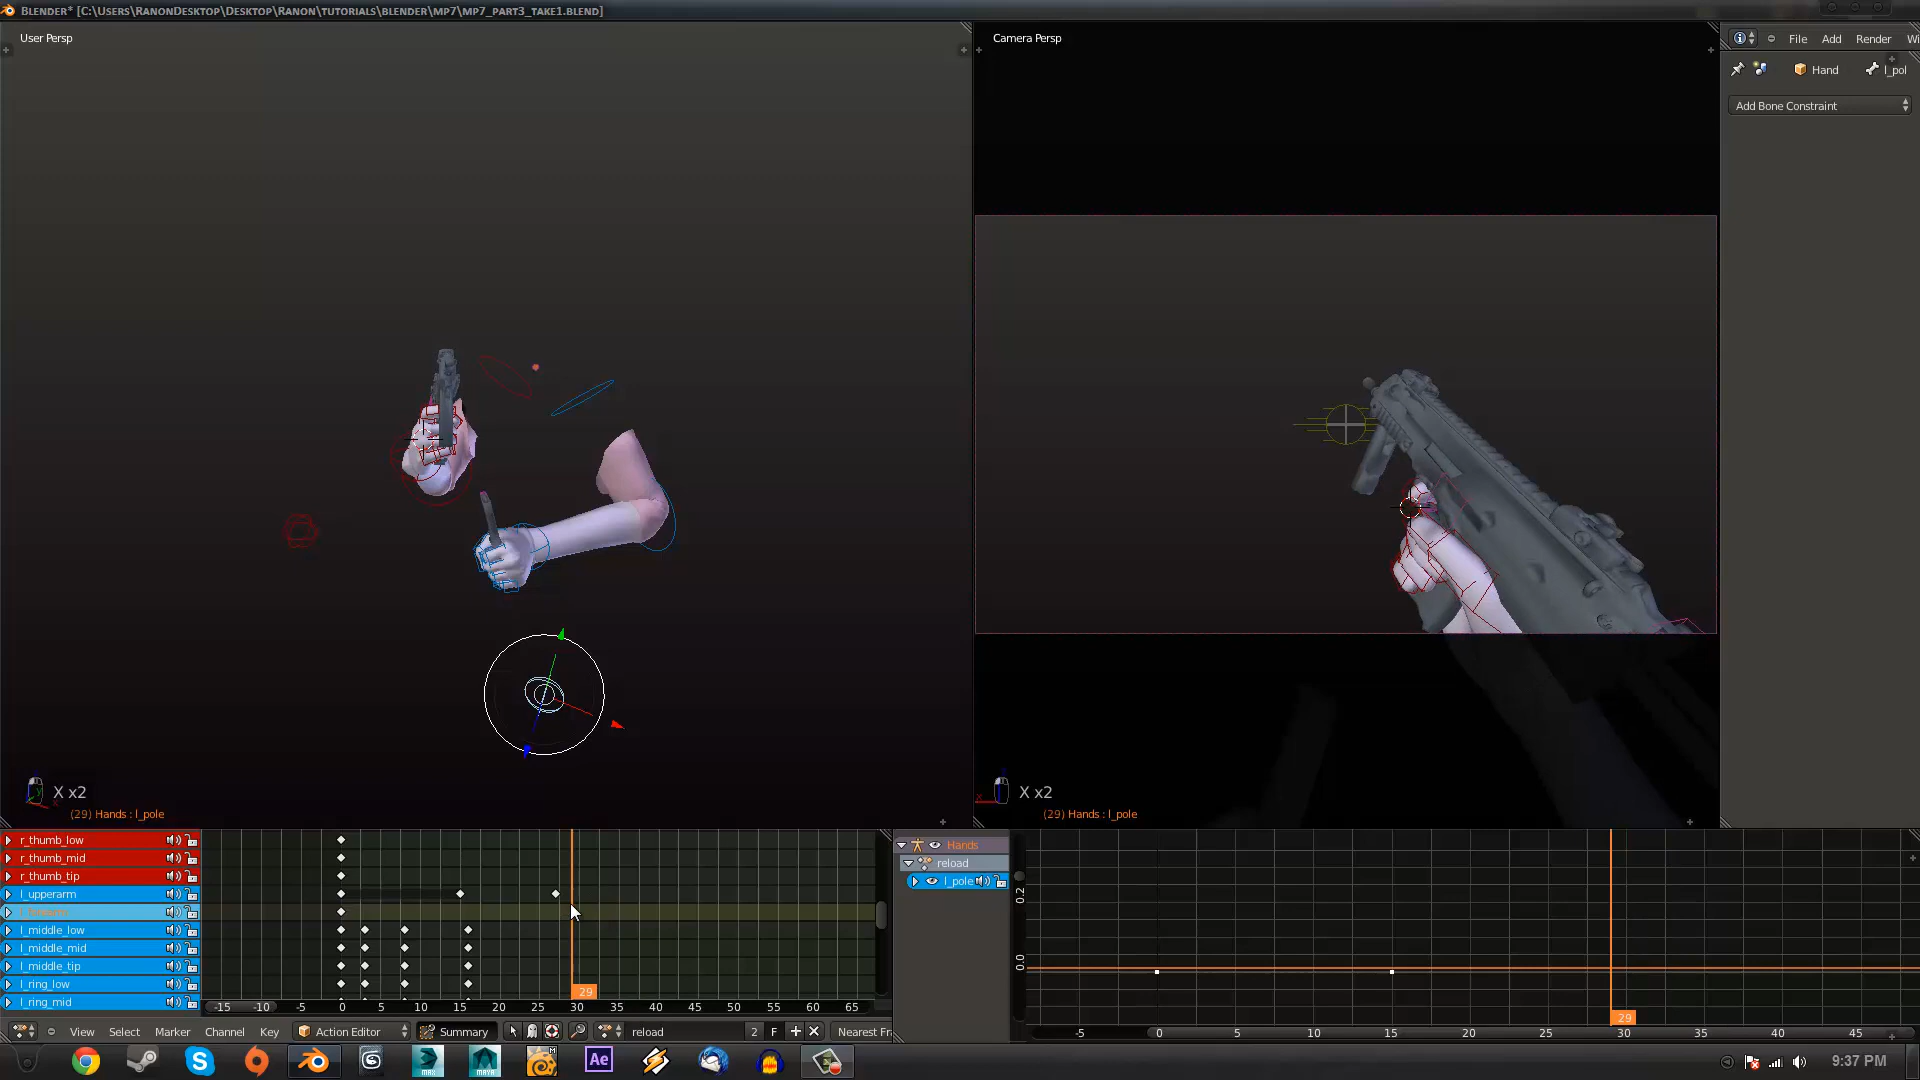 BLENDER* [C:\USERS\RANONDESKTOP\DESKTOP\RANON\TUTORIALS\BLENDER\MP7\MP7_PART3_TAKE1.BLEND]
User Persp
Camera Persp
File Add Render Wi
Hand l_pol
Add Bone Constraint
X x2
(29) Hands : l_pole
X x2
(29) Hands : l_pole
r_thumb_low
r_thumb_mid
r_thumb_tip
l_upperarm
l_middle_low
l_middle_mid
l_middle_tip
l_ring_low
l_ring_mid
Hands
reload
l_pole
0.2
0.0
29
-15 -10 -5 0 5 10 15 20 25 30 35 40 45 50 55 60 65
29
-5 0 5 10 15 20 25 30 35 40 45
View Select Marker Channel Key Action Editor Summary reload 2 F Nearest Fr
MAX
MAYA
Ae
M
9:37 PM